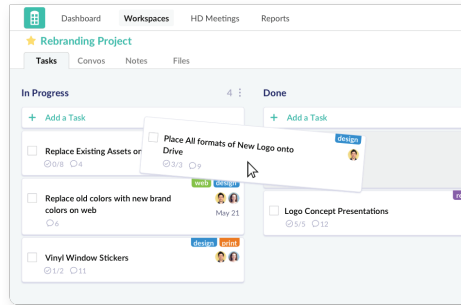 Dashboard Workspaces HD Meetings Reports
Rebranding Project
Tasks Convos Notes Files
In Progress 4
+ Add a Task
Replace Existing Assets
0/8 4
web design
Replace old colors with new brand
colors on web
May 21
6
design print
Vinyl Window Stickers
1/2 11
design
Place All formats of New Logo onto
Drive
3/3 9
Done
+ Add a Task
Logo Concept Presentations
5/5 12